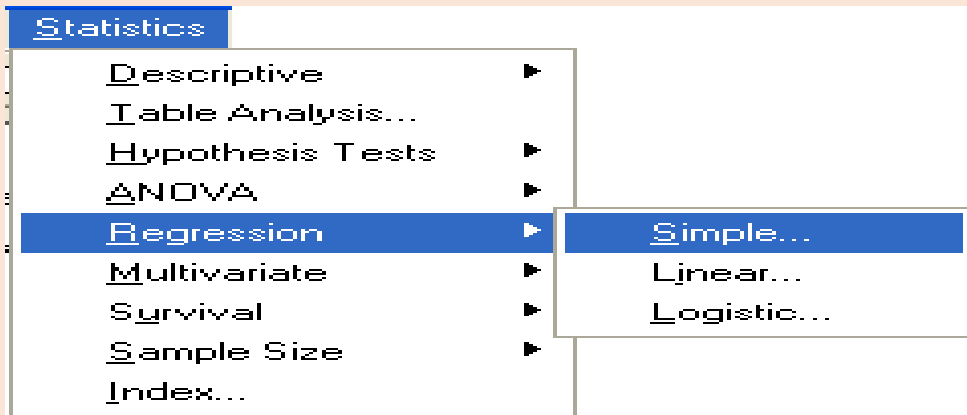 Statistics
Descriptive
Table Analysis...
Hypothesis Tests
ANOVA
Regression
Simple...
Multivariate
Linear...
Survival
Logistic...
Sample Size
Index...